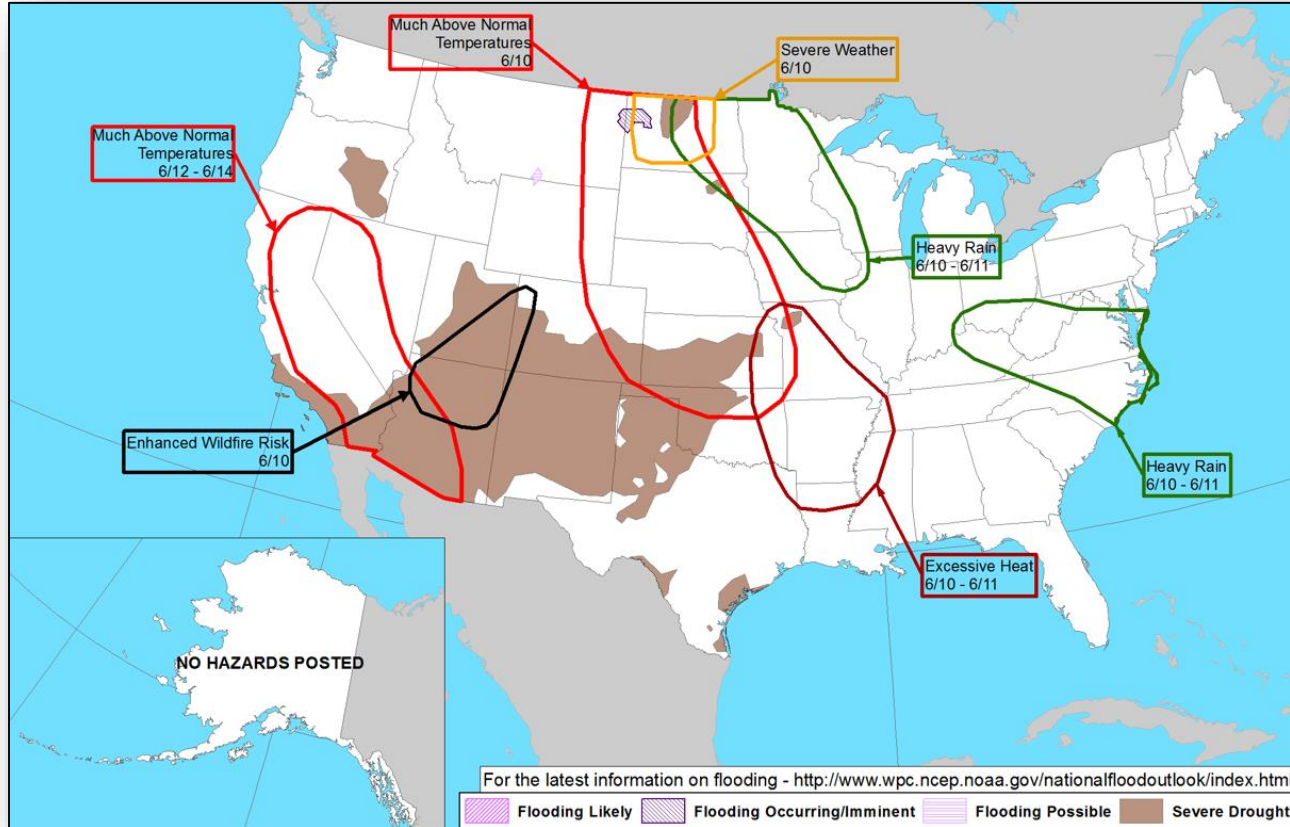 Much Above Normal
Temperatures
6/10
Severe Weather
6/10
Much Above Normal
Temperatures
6/12 - 6/14
Heavy Rain
6/10 - 6/11
Enhanced Wildfire Risk
6/10
Heavy Rain
6/10 - 6/11
Excessive Heat
6/10 - 6/11
NO HAZARDS POSTED
For the latest information on flooding - http://www.wpc.ncep.noaa.gov/nationalfloodoutlook/index.html
Flooding Likely Flooding Occurring/Imminent Flooding Possible Severe Drought